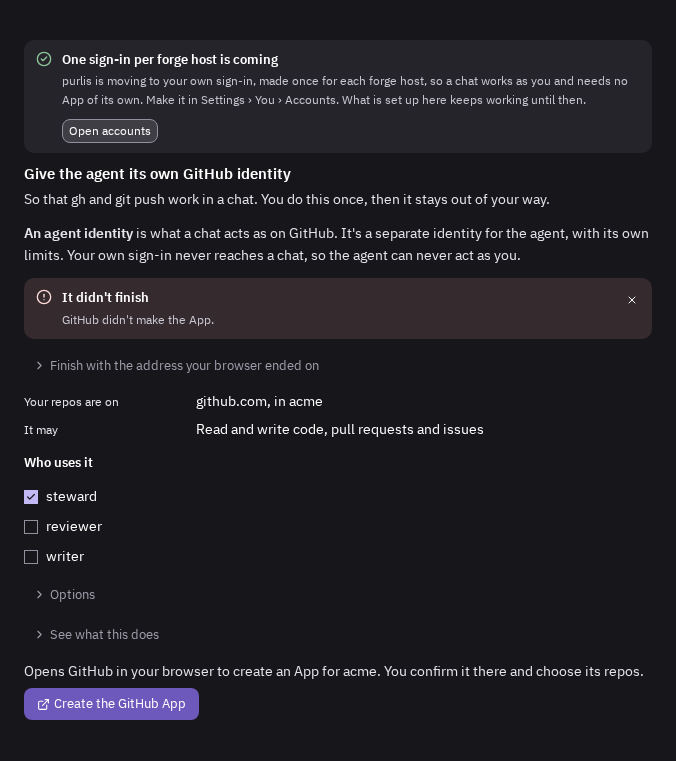 One sign-in per forge host is coming
purlis is moving to your own sign-in, made once for each forge host, so a chat works as you and needs no
App of its own. Make it in Settings › You › Accounts. What is set up here keeps working until then.
Open accounts
Give the agent its own GitHub identity
So that gh and git push work in a chat. You do this once, then it stays out of your way.
An agent identity is what a chat acts as on GitHub. It's a separate identity for the agent, with its own
limits. Your own sign-in never reaches a chat, so the agent can never act as you.
It didn't finish
GitHub didn't make the App.
Finish with the address your browser ended on
Your repos are on github.com, in acme
It may Read and write code, pull requests and issues
Who uses it
steward
reviewer
writer
Options
See what this does
Opens GitHub in your browser to create an App for acme. You confirm it there and choose its repos.
Create the GitHub App